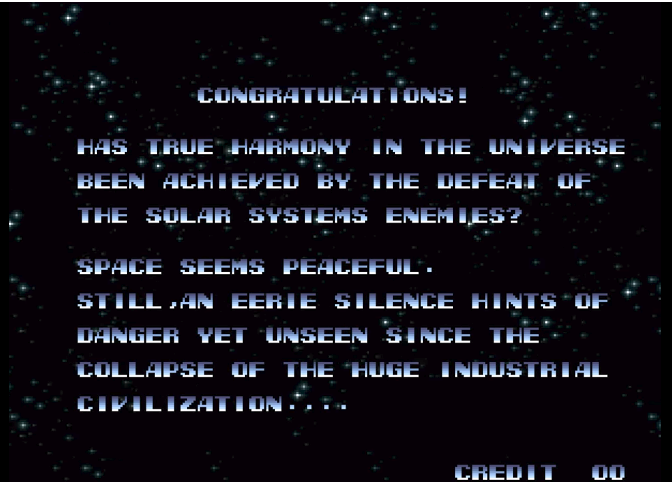 CONGRATULATIONS!
HAS TRUE HARMONY IN THE UNIVERSE
BEEN ACHIEVED BY THE DEFEAT OF
THE SOLAR SYSTEMS ENEMIES?
SPACE SEEMS PEACEFUL.
STILL,AN EERIE SILENCE HINTS OF
DANGER YET UNSEEN SINCE THE
COLLAPSE OF THE HUGE INDUSTRIAL
CIVILIZATION....
CREDIT 00